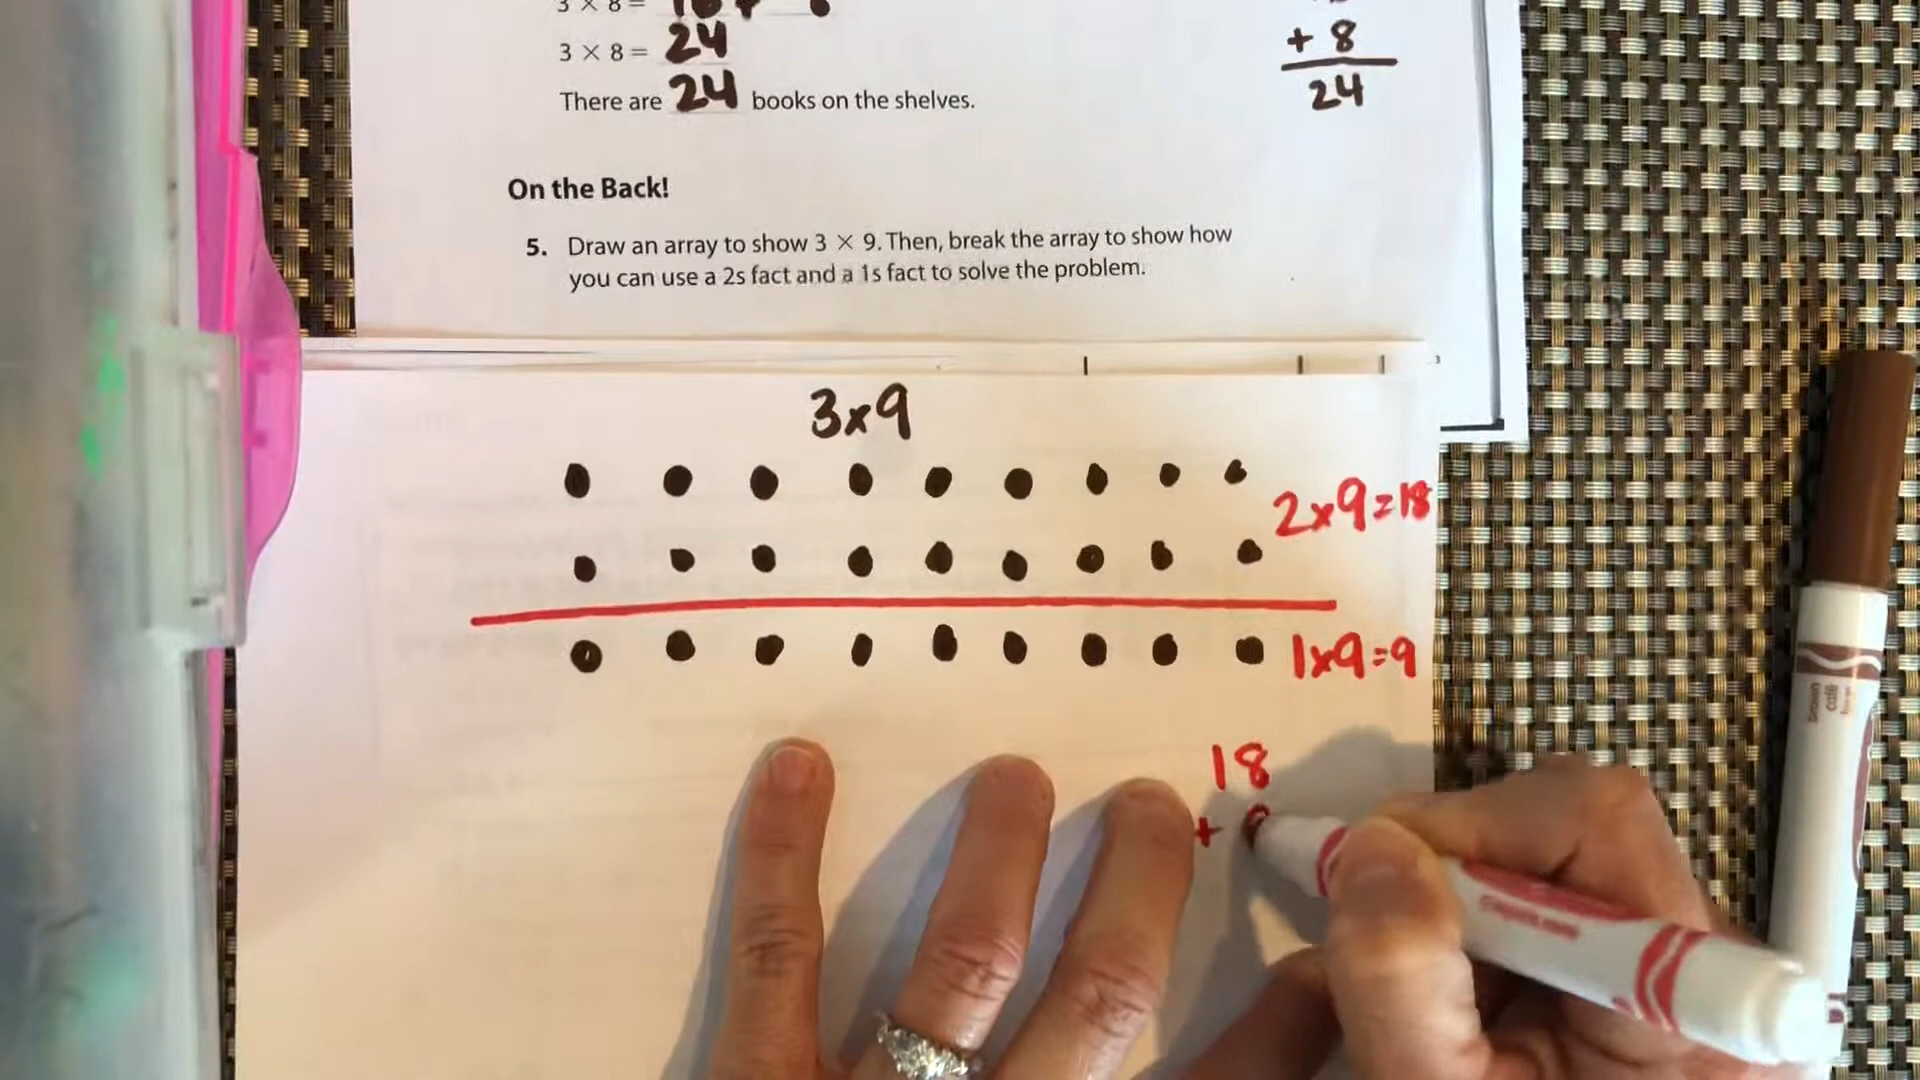 3 × 8 =
3 × 8 = 24
+ 8
There are 24 books on the shelves.
24
On the Back!
5. Draw an array to show 3 × 9. Then, break the array to show how
you can use a 2s fact and a 1s fact to solve the problem.
3x9
2x9=18
1x9=9
18
+